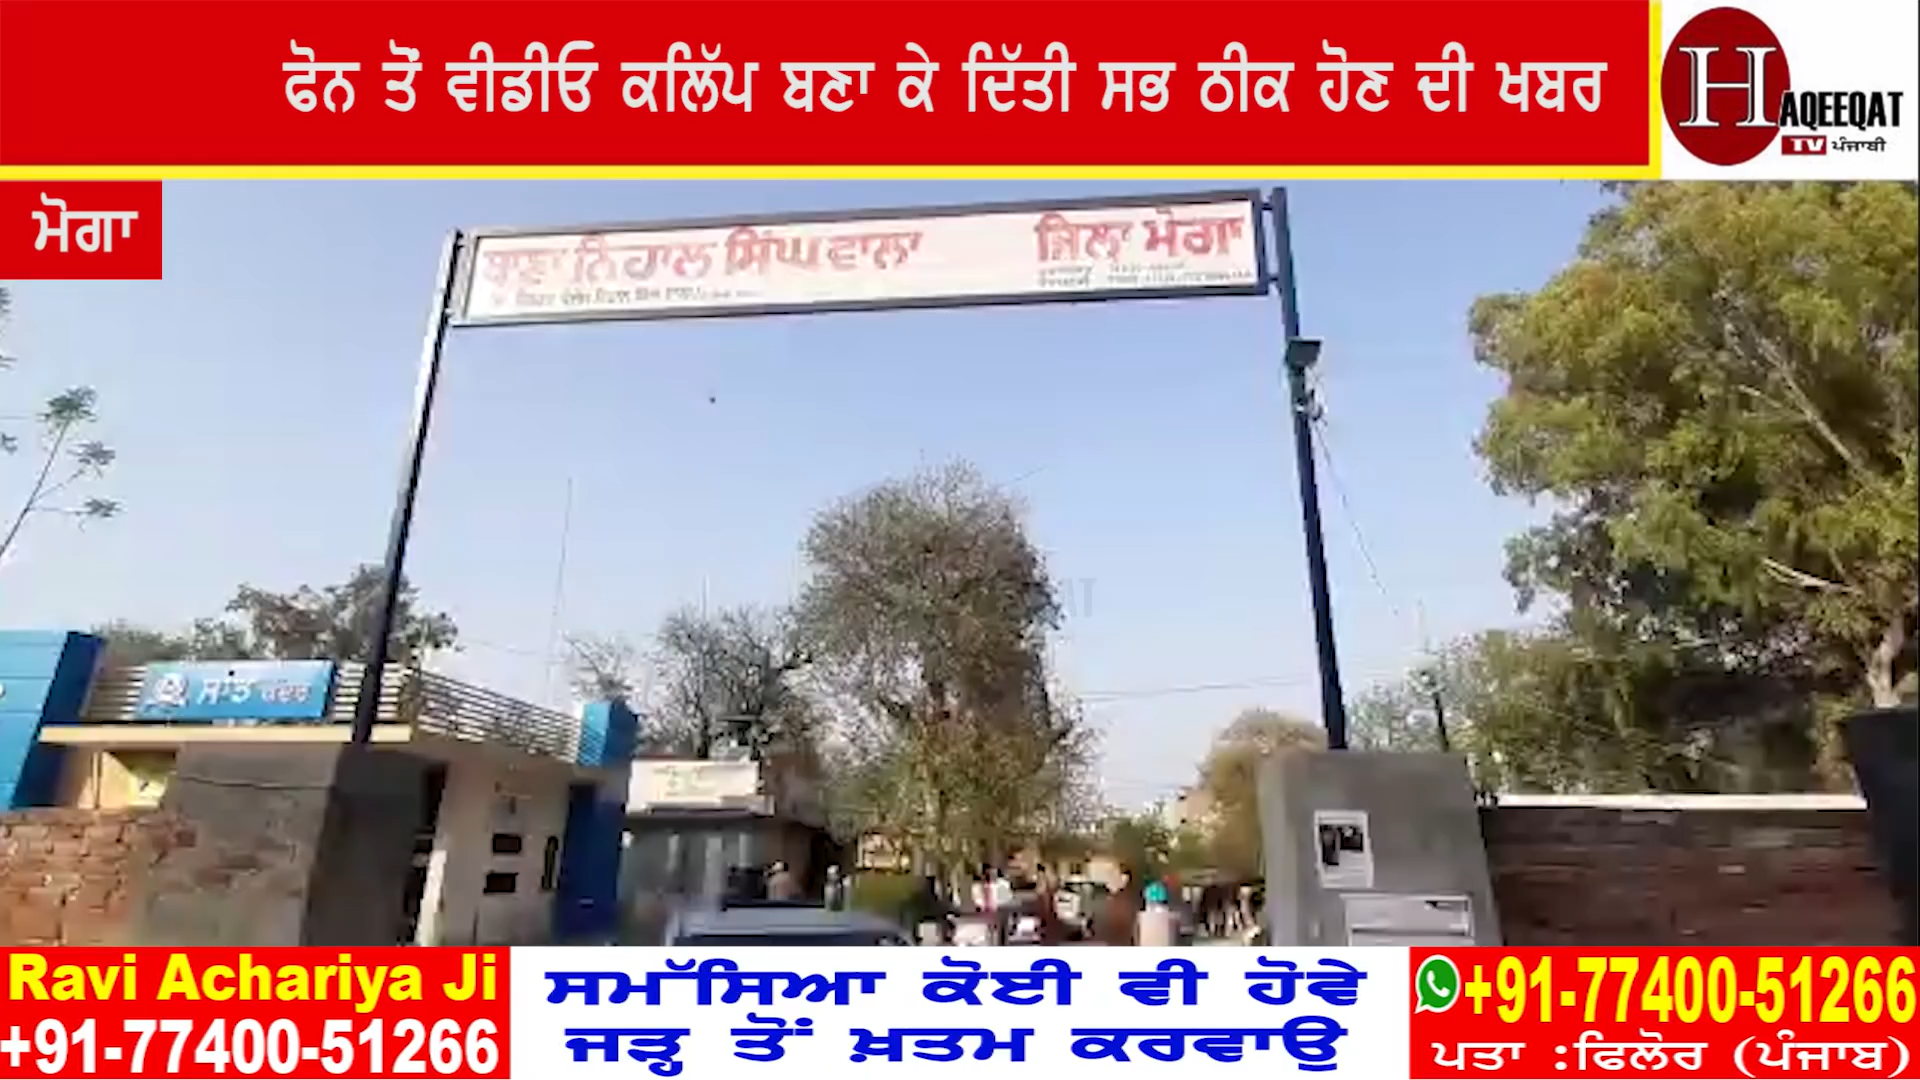 ਫੋਨ ਤੋਂ ਵੀਡੀਓ ਕਲਿੱਪ ਬਣਾ ਕੇ ਦਿੱਤੀ ਸਭ ਠੀਕ ਹੋਣ ਦੀ ਖਬਰ
HAQEEQAT
TV ਪੰਜਾਬੀ
ਮੋਗਾ
ਥਾਣਾ ਨਿਹਾਲ ਸਿੰਘ ਵਾਲਾ ਜ਼ਿਲਾ ਮੋਗਾ
ਸਾਂਝ ਕੇਂਦਰ
Ravi Achariya Ji
+91-77400-51266
ਸਮੱਸਿਆ ਕੋਈ ਵੀ ਹੋਵੇ
ਜੜ੍ਹ ਤੋਂ ਖ਼ਤਮ ਕਰਵਾਉ
+91-77400-51266
ਪਤਾ :ਫਿਲੋਰ (ਪੰਜਾਬ)